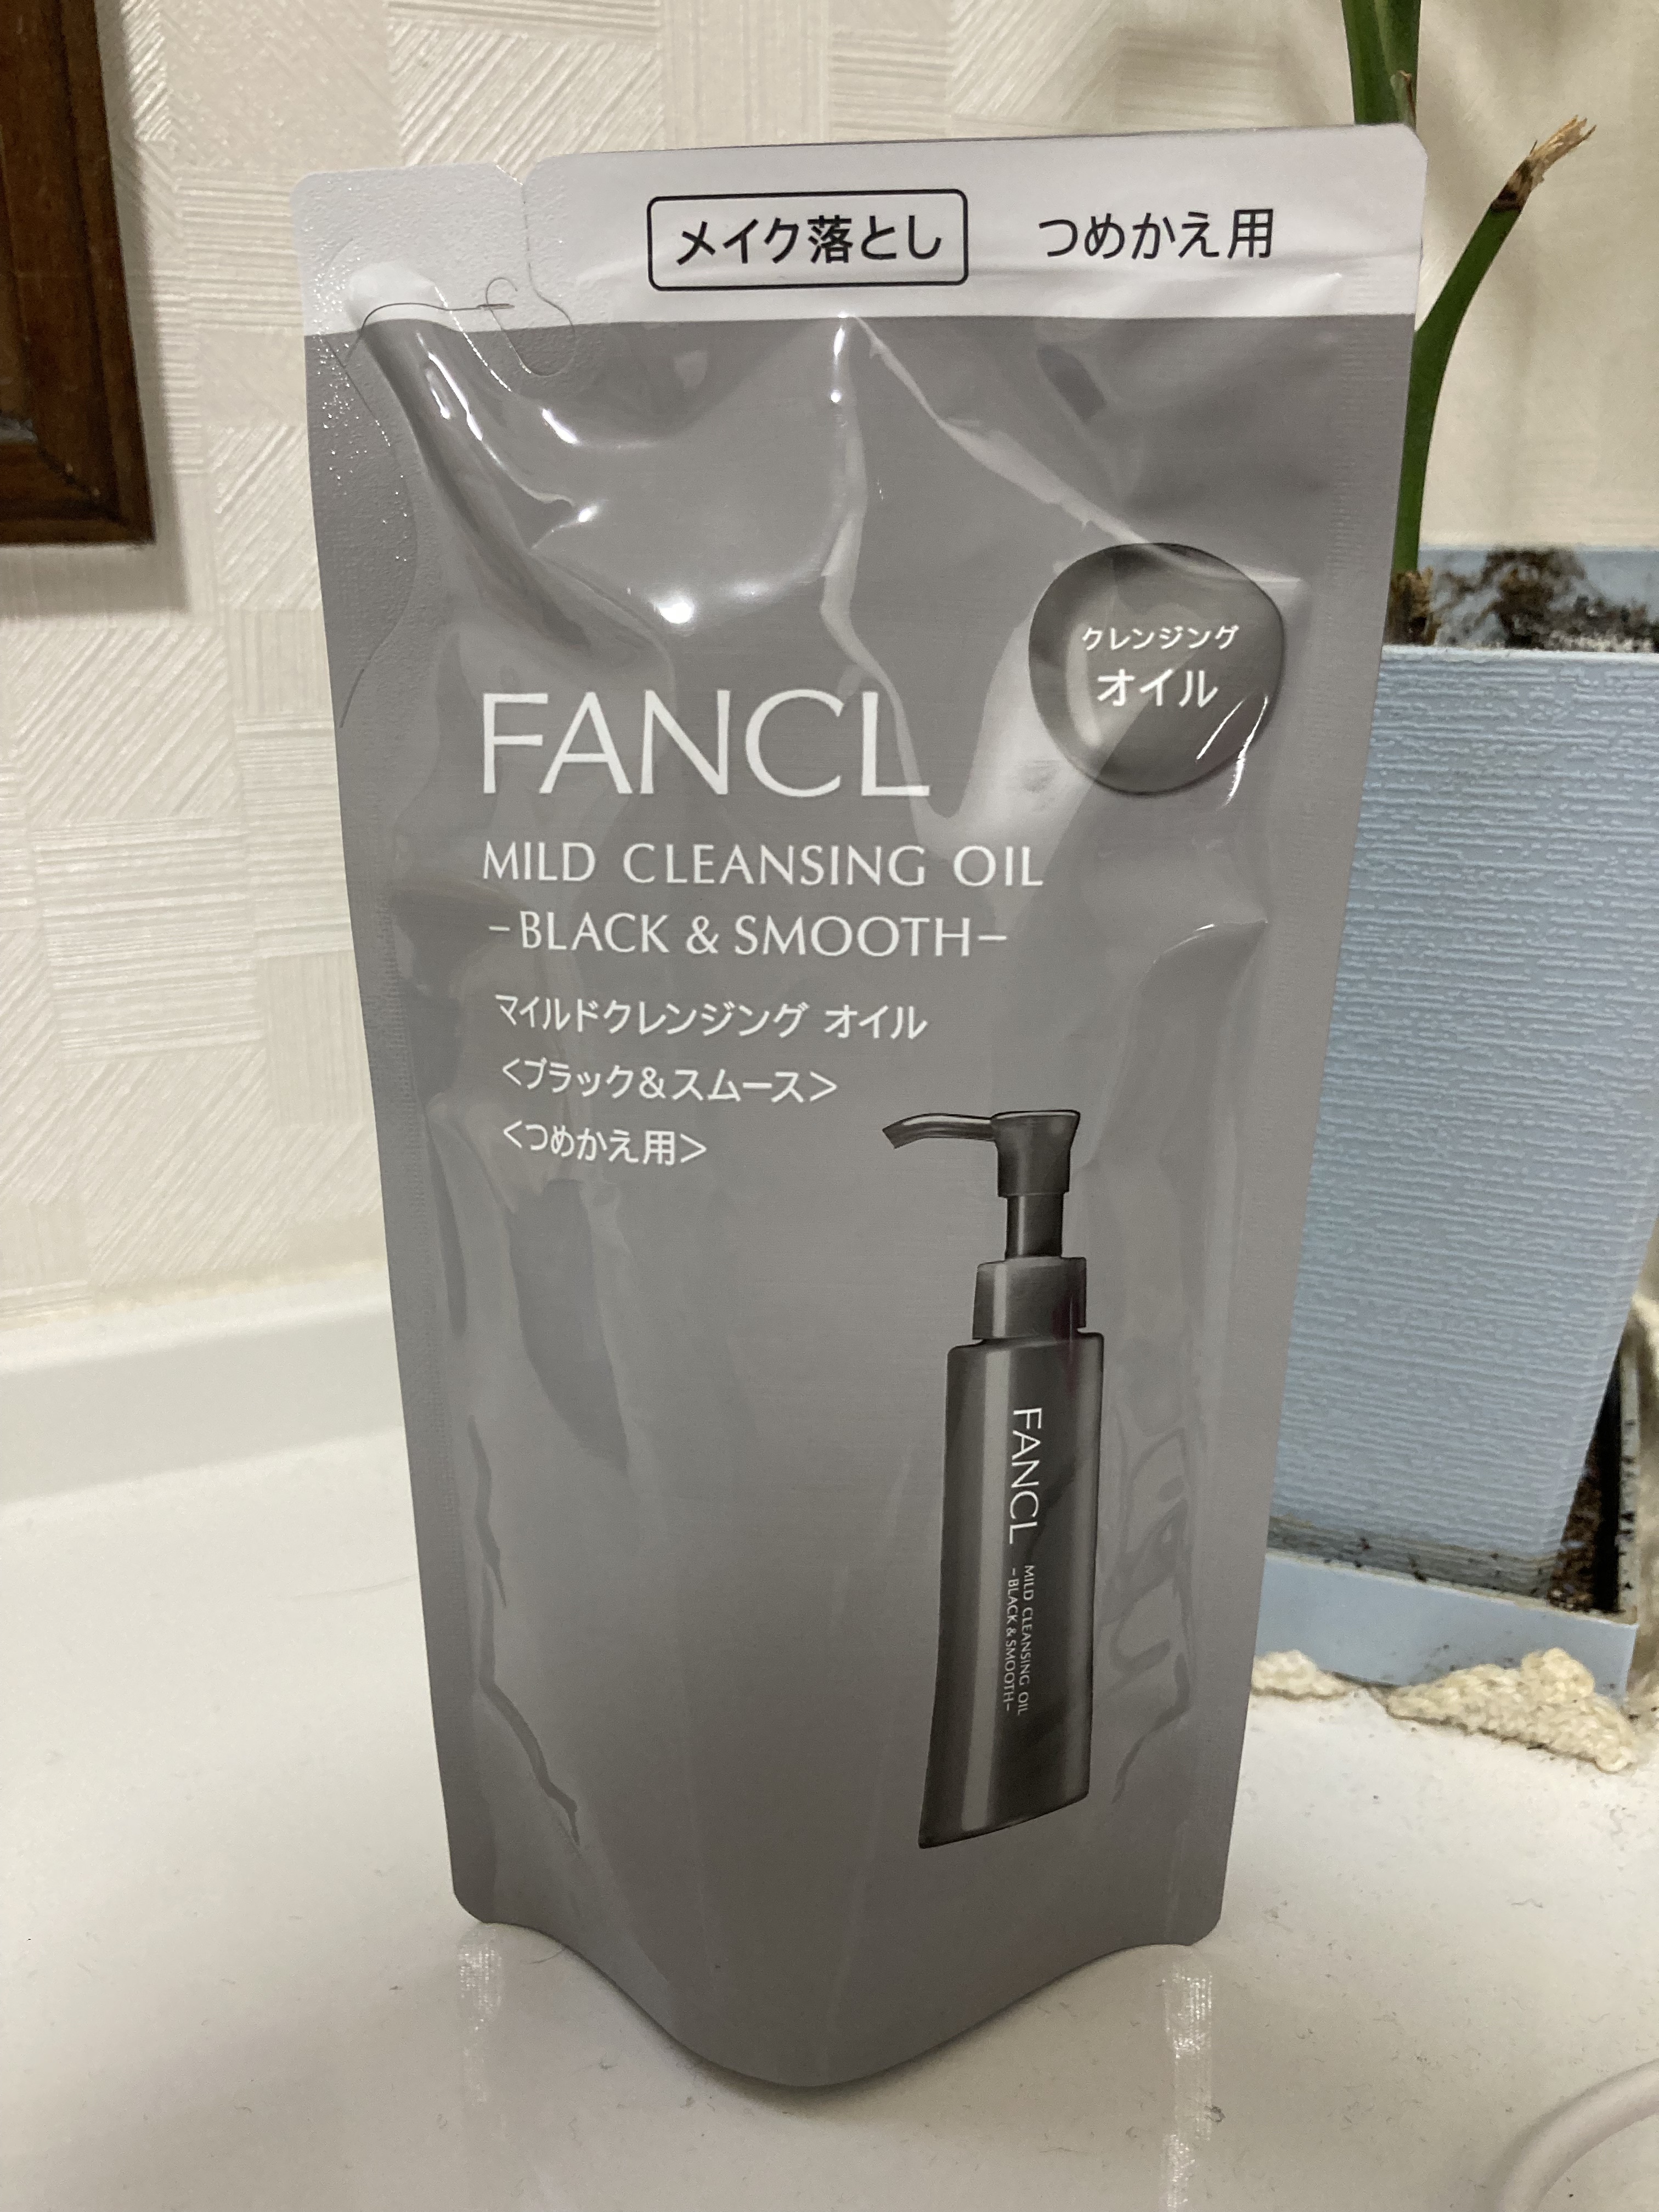 メイク落とし つめかえ用
クレンジング
オイル
FANCL
MILD CLEANSING OIL
-BLACK & SMOOTH-
マイルドクレンジング オイル
<ブラック&スムース>
<つめかえ用>
FANCL
MILD CLEANSING OIL
-BLACK & SMOOTH-